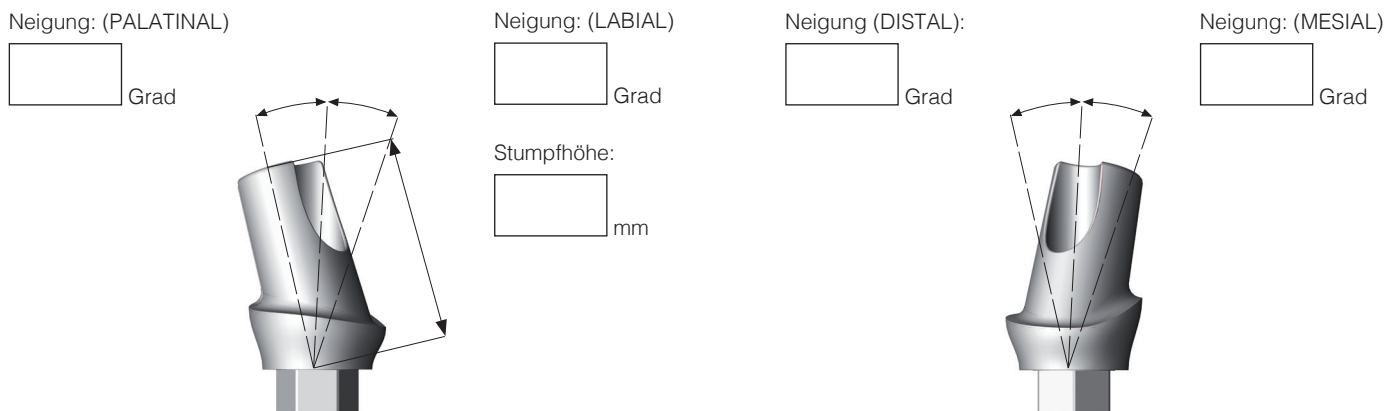 Neigung: (PALATINAL)
Grad
Neigung: (LABIAL)
Grad
Stumpfhöhe:
mm
Neigung (DISTAL):
Grad
Neigung: (MESIAL)
Grad